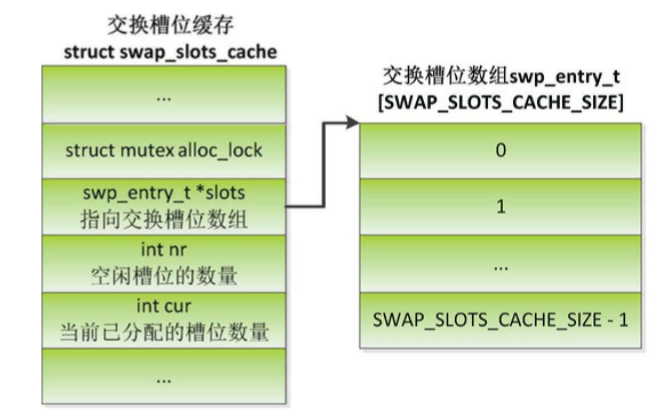 交换槽位缓存
struct swap_slots_cache
...
struct mutex alloc_lock
swp_entry_t *slots
指向交换槽位数组
int nr
空闲槽位的数量
int cur
当前已分配的槽位数量
...
交换槽位数组swp_entry_t
[SWAP_SLOTS_CACHE_SIZE]
0
1
...
SWAP_SLOTS_CACHE_SIZE - 1